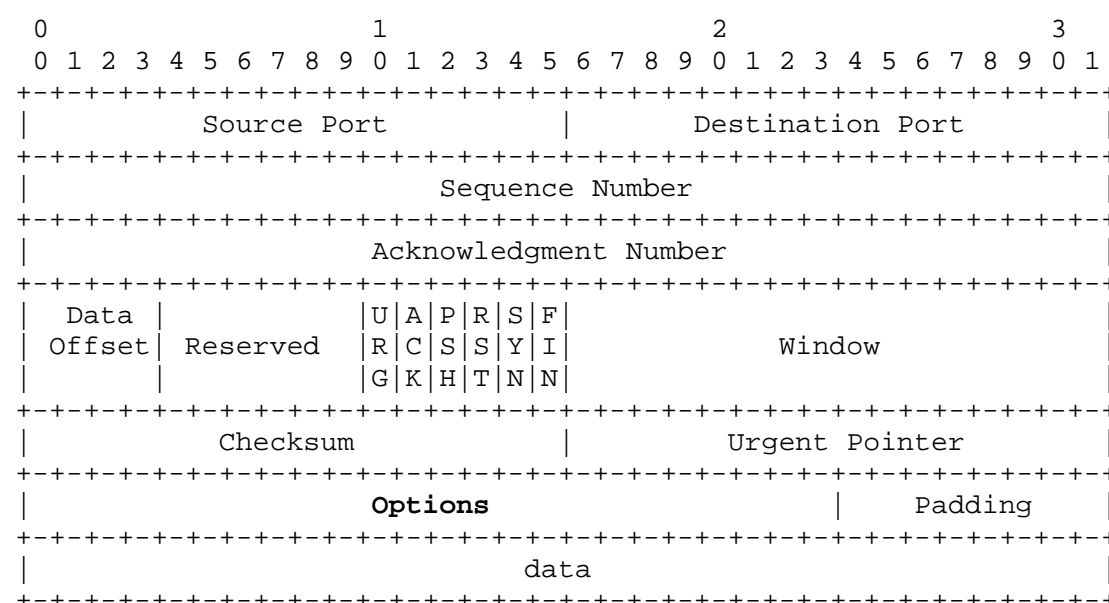 0 1 2 3
0 1 2 3 4 5 6 7 8 9 0 1 2 3 4 5 6 7 8 9 0 1 2 3 4 5 6 7 8 9 0 1
+-+-+-+-+-+-+-+-+-+-+-+-+-+-+-+-+-+-+-+-+-+-+-+-+-+-+-+-+-+-+-+-+
| Source Port | Destination Port |
+-+-+-+-+-+-+-+-+-+-+-+-+-+-+-+-+-+-+-+-+-+-+-+-+-+-+-+-+-+-+-+-+
| Sequence Number |
+-+-+-+-+-+-+-+-+-+-+-+-+-+-+-+-+-+-+-+-+-+-+-+-+-+-+-+-+-+-+-+-+
| Acknowledgment Number |
+-+-+-+-+-+-+-+-+-+-+-+-+-+-+-+-+-+-+-+-+-+-+-+-+-+-+-+-+-+-+-+-+
| Data | |U|A|P|R|S|F| |
| Offset| Reserved |R|C|S|S|Y|I| Window |
| | |G|K|H|T|N|N| |
+-+-+-+-+-+-+-+-+-+-+-+-+-+-+-+-+-+-+-+-+-+-+-+-+-+-+-+-+-+-+-+-+
| Checksum | Urgent Pointer |
+-+-+-+-+-+-+-+-+-+-+-+-+-+-+-+-+-+-+-+-+-+-+-+-+-+-+-+-+-+-+-+-+
| Options | Padding |
+-+-+-+-+-+-+-+-+-+-+-+-+-+-+-+-+-+-+-+-+-+-+-+-+-+-+-+-+-+-+-+-+
| data |
+-+-+-+-+-+-+-+-+-+-+-+-+-+-+-+-+-+-+-+-+-+-+-+-+-+-+-+-+-+-+-+-+